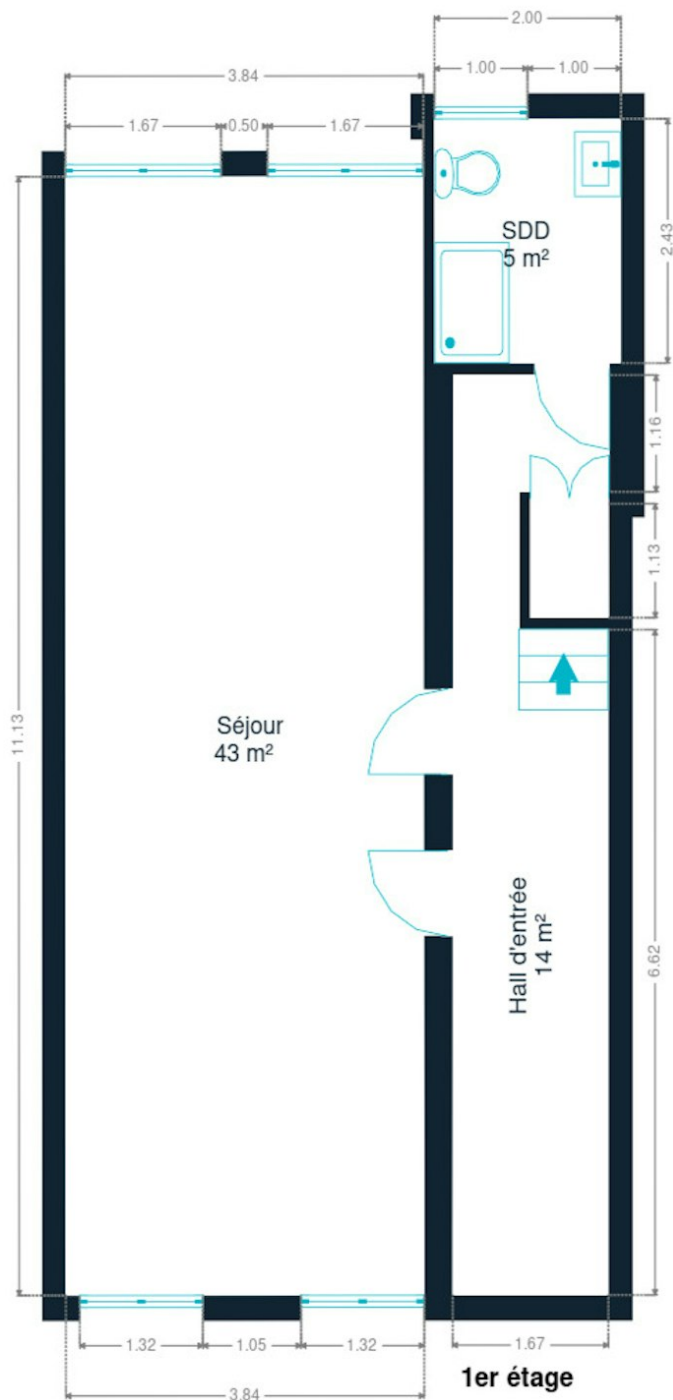 2.00
3.84
1.00 1.00
1.67 0.50 1.67
2.43
SDD
5 m²
1.16
1.13
11.13
Séjour
43 m²
Hall d'entrée
14 m²
6.62
1.32 1.05 1.32
1.67
3.84
1er étage